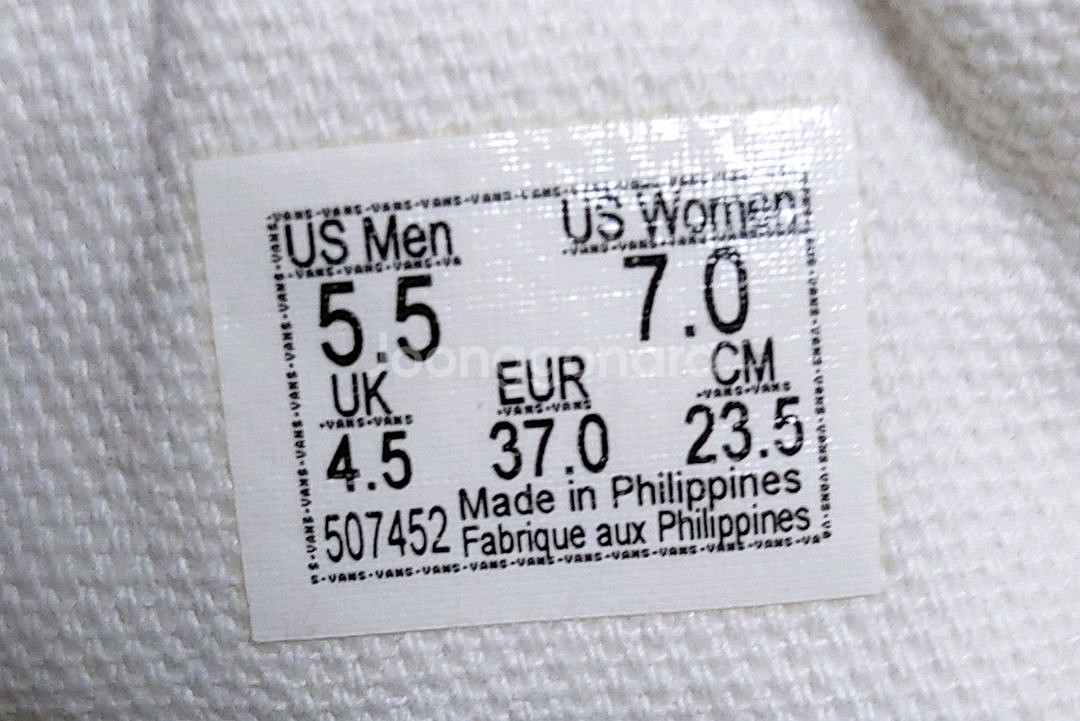 US Men US Women
5.5 7.0
UK EUR CM
4.5 37.0 23.5
Made in Philippines
507452 Fabrique aux Philippines